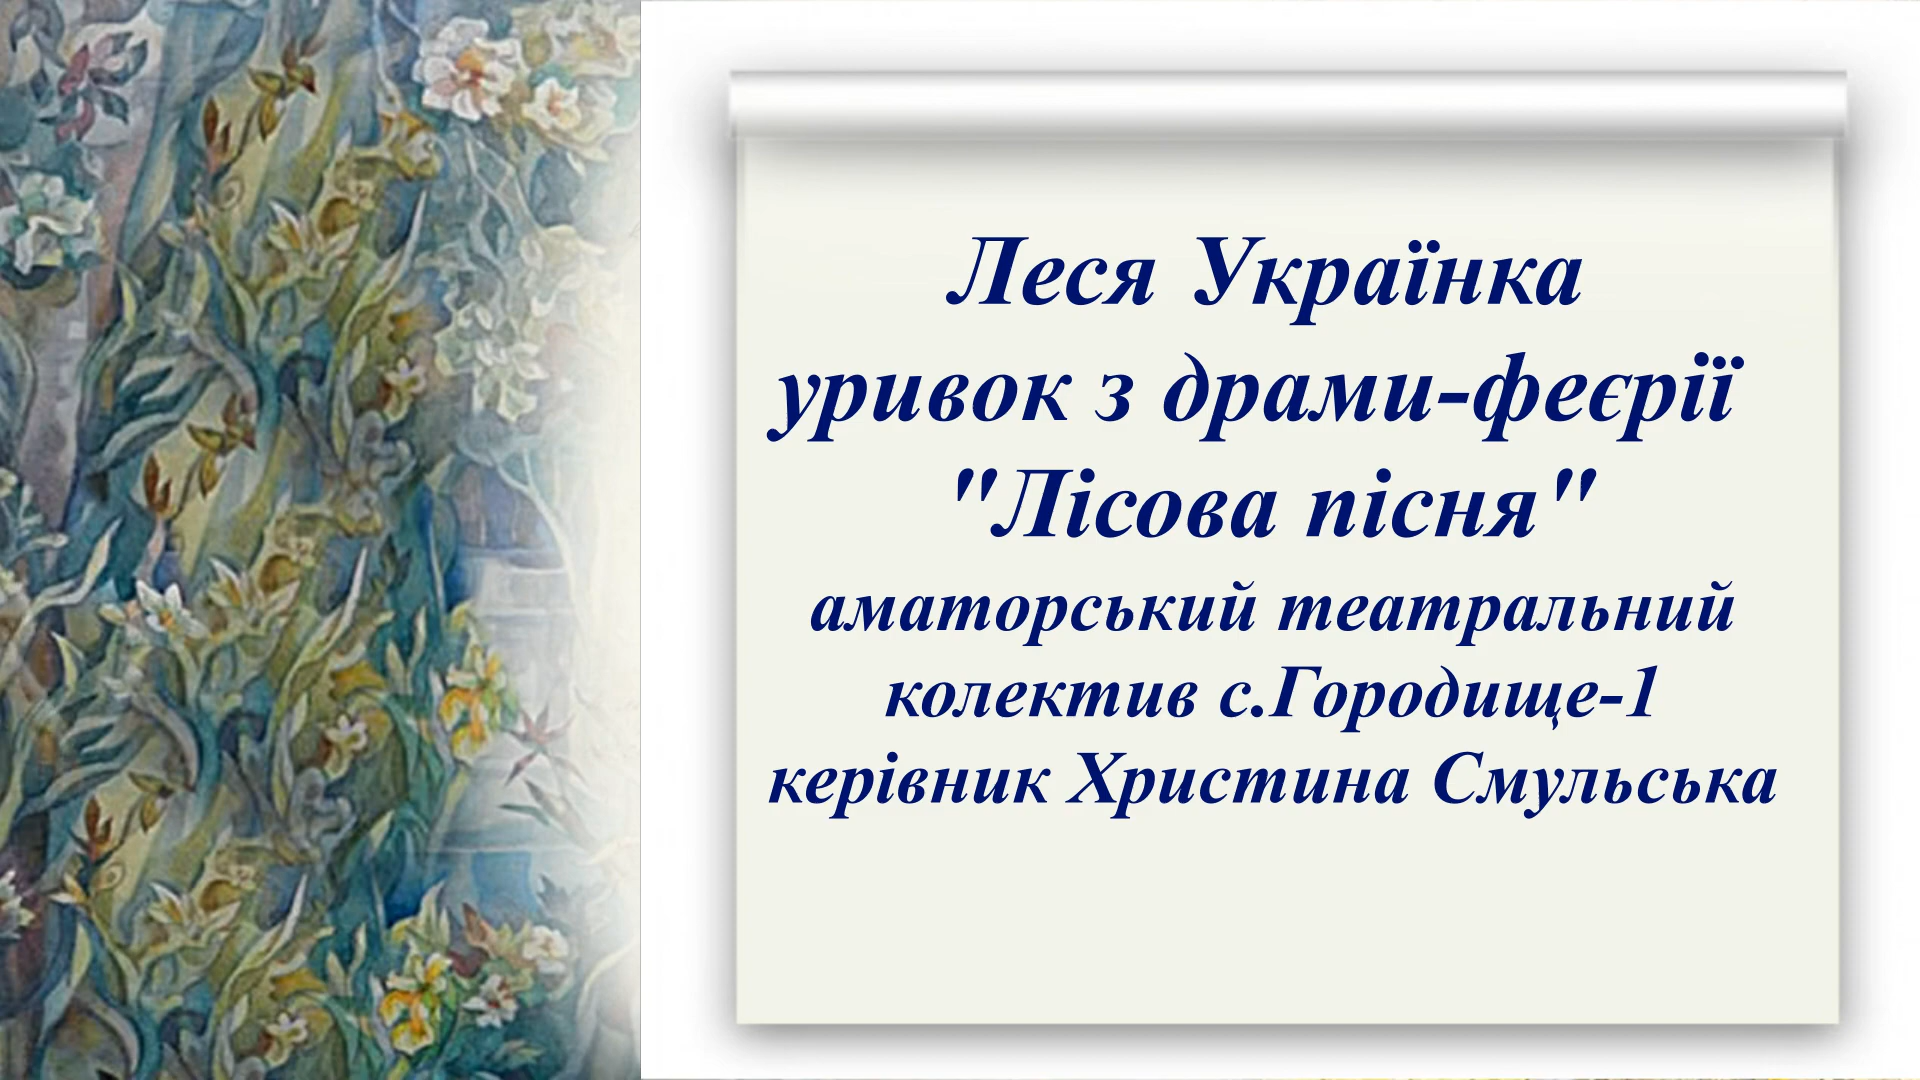 Леся Українка
уривок з драми-феєрії
"Лісова пісня"
аматорський театральний
колектив с.Городище-1
керівник Христина Смульська